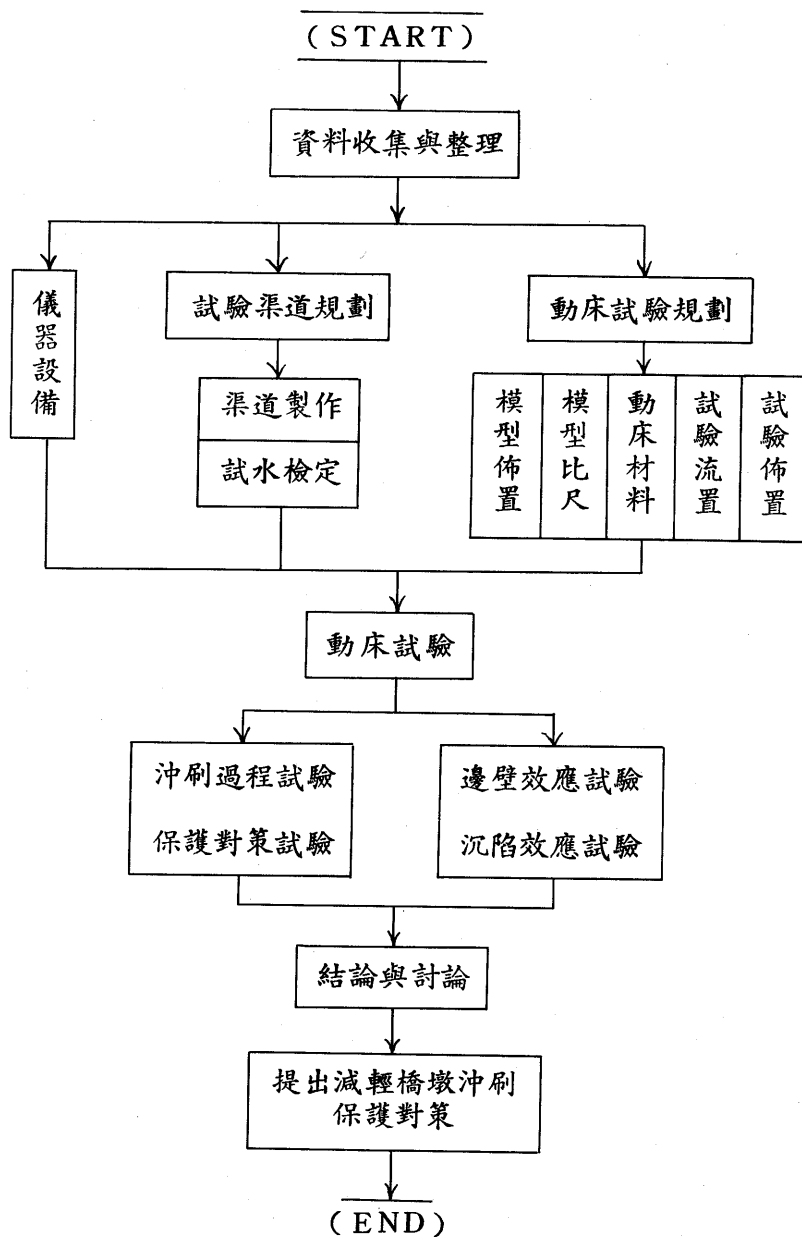 (START)
資料收集與整理
儀器設備
試驗渠道規劃
動床試驗規劃
渠道製作
試水檢定
模型佈置
模型比尺
動床材料
試驗流置
試驗佈置
動床試驗
沖刷過程試驗
保護對策試驗
邊壁效應試驗
沉陷效應試驗
結論與討論
提出減輕橋墩沖刷
保護對策
(END)